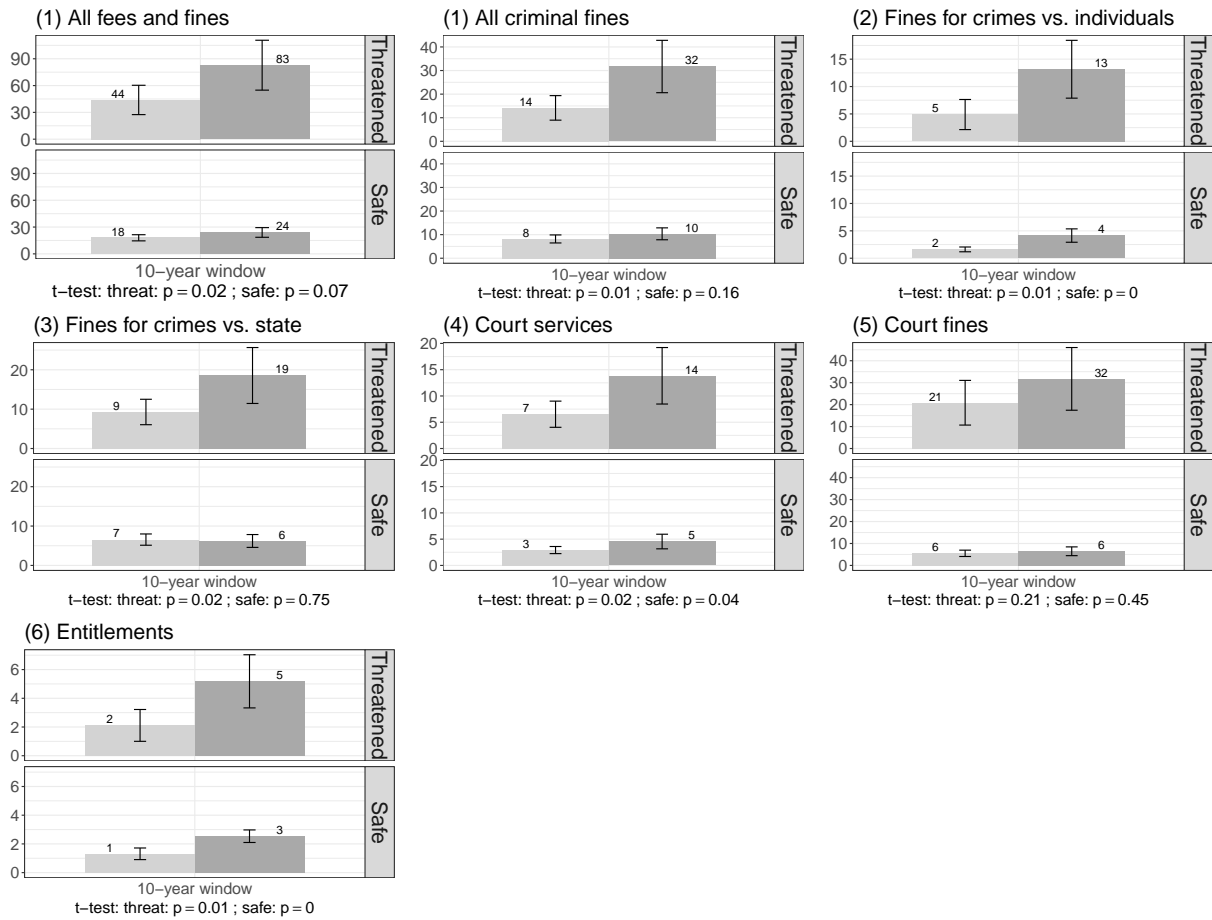 (1) All fees and fines
90
60
30
0
44
83
Threatened
90
60
30
0
18
24
Safe
10−year window
t−test: threat: p = 0.02 ; safe: p = 0.07
(1) All criminal fines
40
30
20
10
0
14
32
Threatened
40
30
20
10
0
8
10
Safe
10−year window
t−test: threat: p = 0.01 ; safe: p = 0.16
(2) Fines for crimes vs. individuals
15
10
5
0
5
13
Threatened
15
10
5
0
2
4
Safe
10−year window
t−test: threat: p = 0.01 ; safe: p = 0
(3) Fines for crimes vs. state
20
10
0
9
19
Threatened
20
10
0
7
6
Safe
10−year window
t−test: threat: p = 0.02 ; safe: p = 0.75
(4) Court services
20
15
10
5
0
7
14
Threatened
20
15
10
5
0
3
5
Safe
10−year window
t−test: threat: p = 0.02 ; safe: p = 0.04
(5) Court fines
40
30
20
10
0
21
32
Threatened
40
30
20
10
0
6
6
Safe
10−year window
t−test: threat: p = 0.21 ; safe: p = 0.45
(6) Entitlements
6
4
2
0
2
5
Threatened
6
4
2
0
1
3
Safe
10−year window
t−test: threat: p = 0.01 ; safe: p = 0